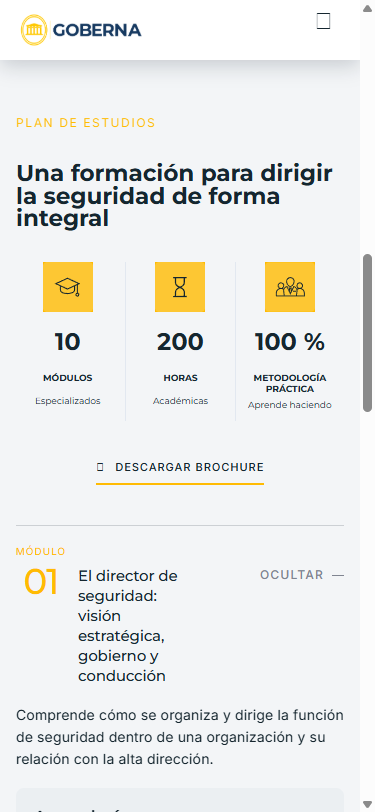 GOBERNA
PLAN DE ESTUDIOS
Una formación para dirigir
la seguridad de forma
integral
10
MÓDULOS
Especializados
200
HORAS
Académicas
100 %
METODOLOGÍA
PRÁCTICA
Aprende haciendo
DESCARGAR BROCHURE
MÓDULO
01
El director de
seguridad:
visión
estratégica,
gobierno y
conducción
OCULTAR —
Comprende cómo se organiza y dirige la función
de seguridad dentro de una organización y su
relación con la alta dirección.